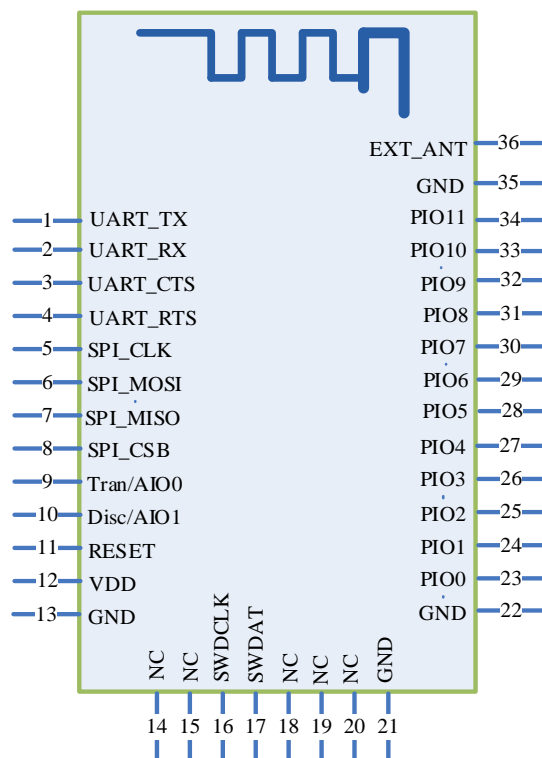 EXT_ANT 36
GND 35
1 UART_TX
PIO11 34
2 UART_RX
PIO10 33
3 UART_CTS
PIO9 32
4 UART_RTS
PIO8 31
5 SPI_CLK
PIO7 30
6 SPI_MOSI
PIO6 29
7 SPI_MISO
PIO5 28
8 SPI_CSB
PIO4 27
9 Tran/AIO0
PIO3 26
10 Disc/AIO1
PIO2 25
11 RESET
PIO1 24
12 VDD
PIO0 23
13 GND
GND 22
NC
NC
SWDCLK
SWDAT
NC
NC
NC
GND
14 15 16 17 18 19 20 21